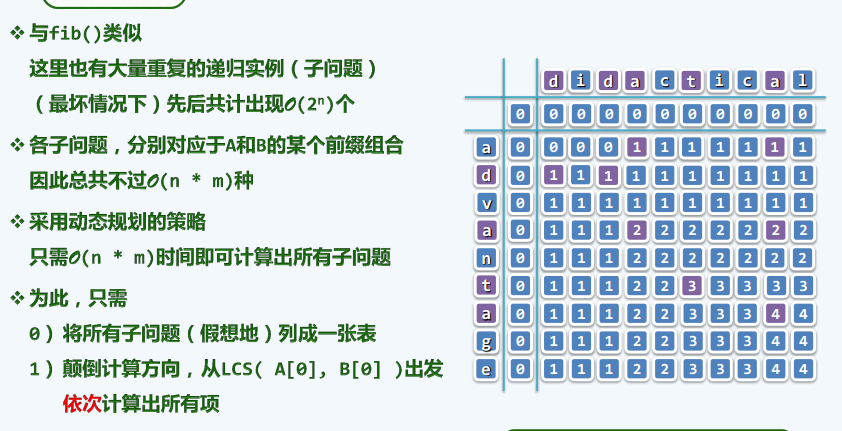 ❖ 与fib()类似
这里也有大量重复的递归实例（子问题）
（最坏情况下）先后共计出现O(2ⁿ)个
❖ 各子问题，分别对应于A和B的某个前缀组合
因此总共不过O(n * m)种
❖ 采用动态规划的策略
只需O(n * m)时间即可计算出所有子问题
❖ 为此，只需
0）将所有子问题（假想地）列成一张表
1）颠倒计算方向，从LCS( A[0], B[0] )出发
依次计算出所有项
d i d a c t i c a l
0 0 0 0 0 0 0 0 0 0 0
a 0 0 0 0 1 1 1 1 1 1 1
d 0 1 1 1 1 1 1 1 1 1 1
v 0 1 1 1 1 1 1 1 1 1 1
a 0 1 1 1 2 2 2 2 2 2 2
n 0 1 1 1 2 2 2 2 2 2 2
t 0 1 1 1 2 2 3 3 3 3 3
a 0 1 1 1 2 2 3 3 3 4 4
g 0 1 1 1 2 2 3 3 3 4 4
e 0 1 1 1 2 2 3 3 3 4 4